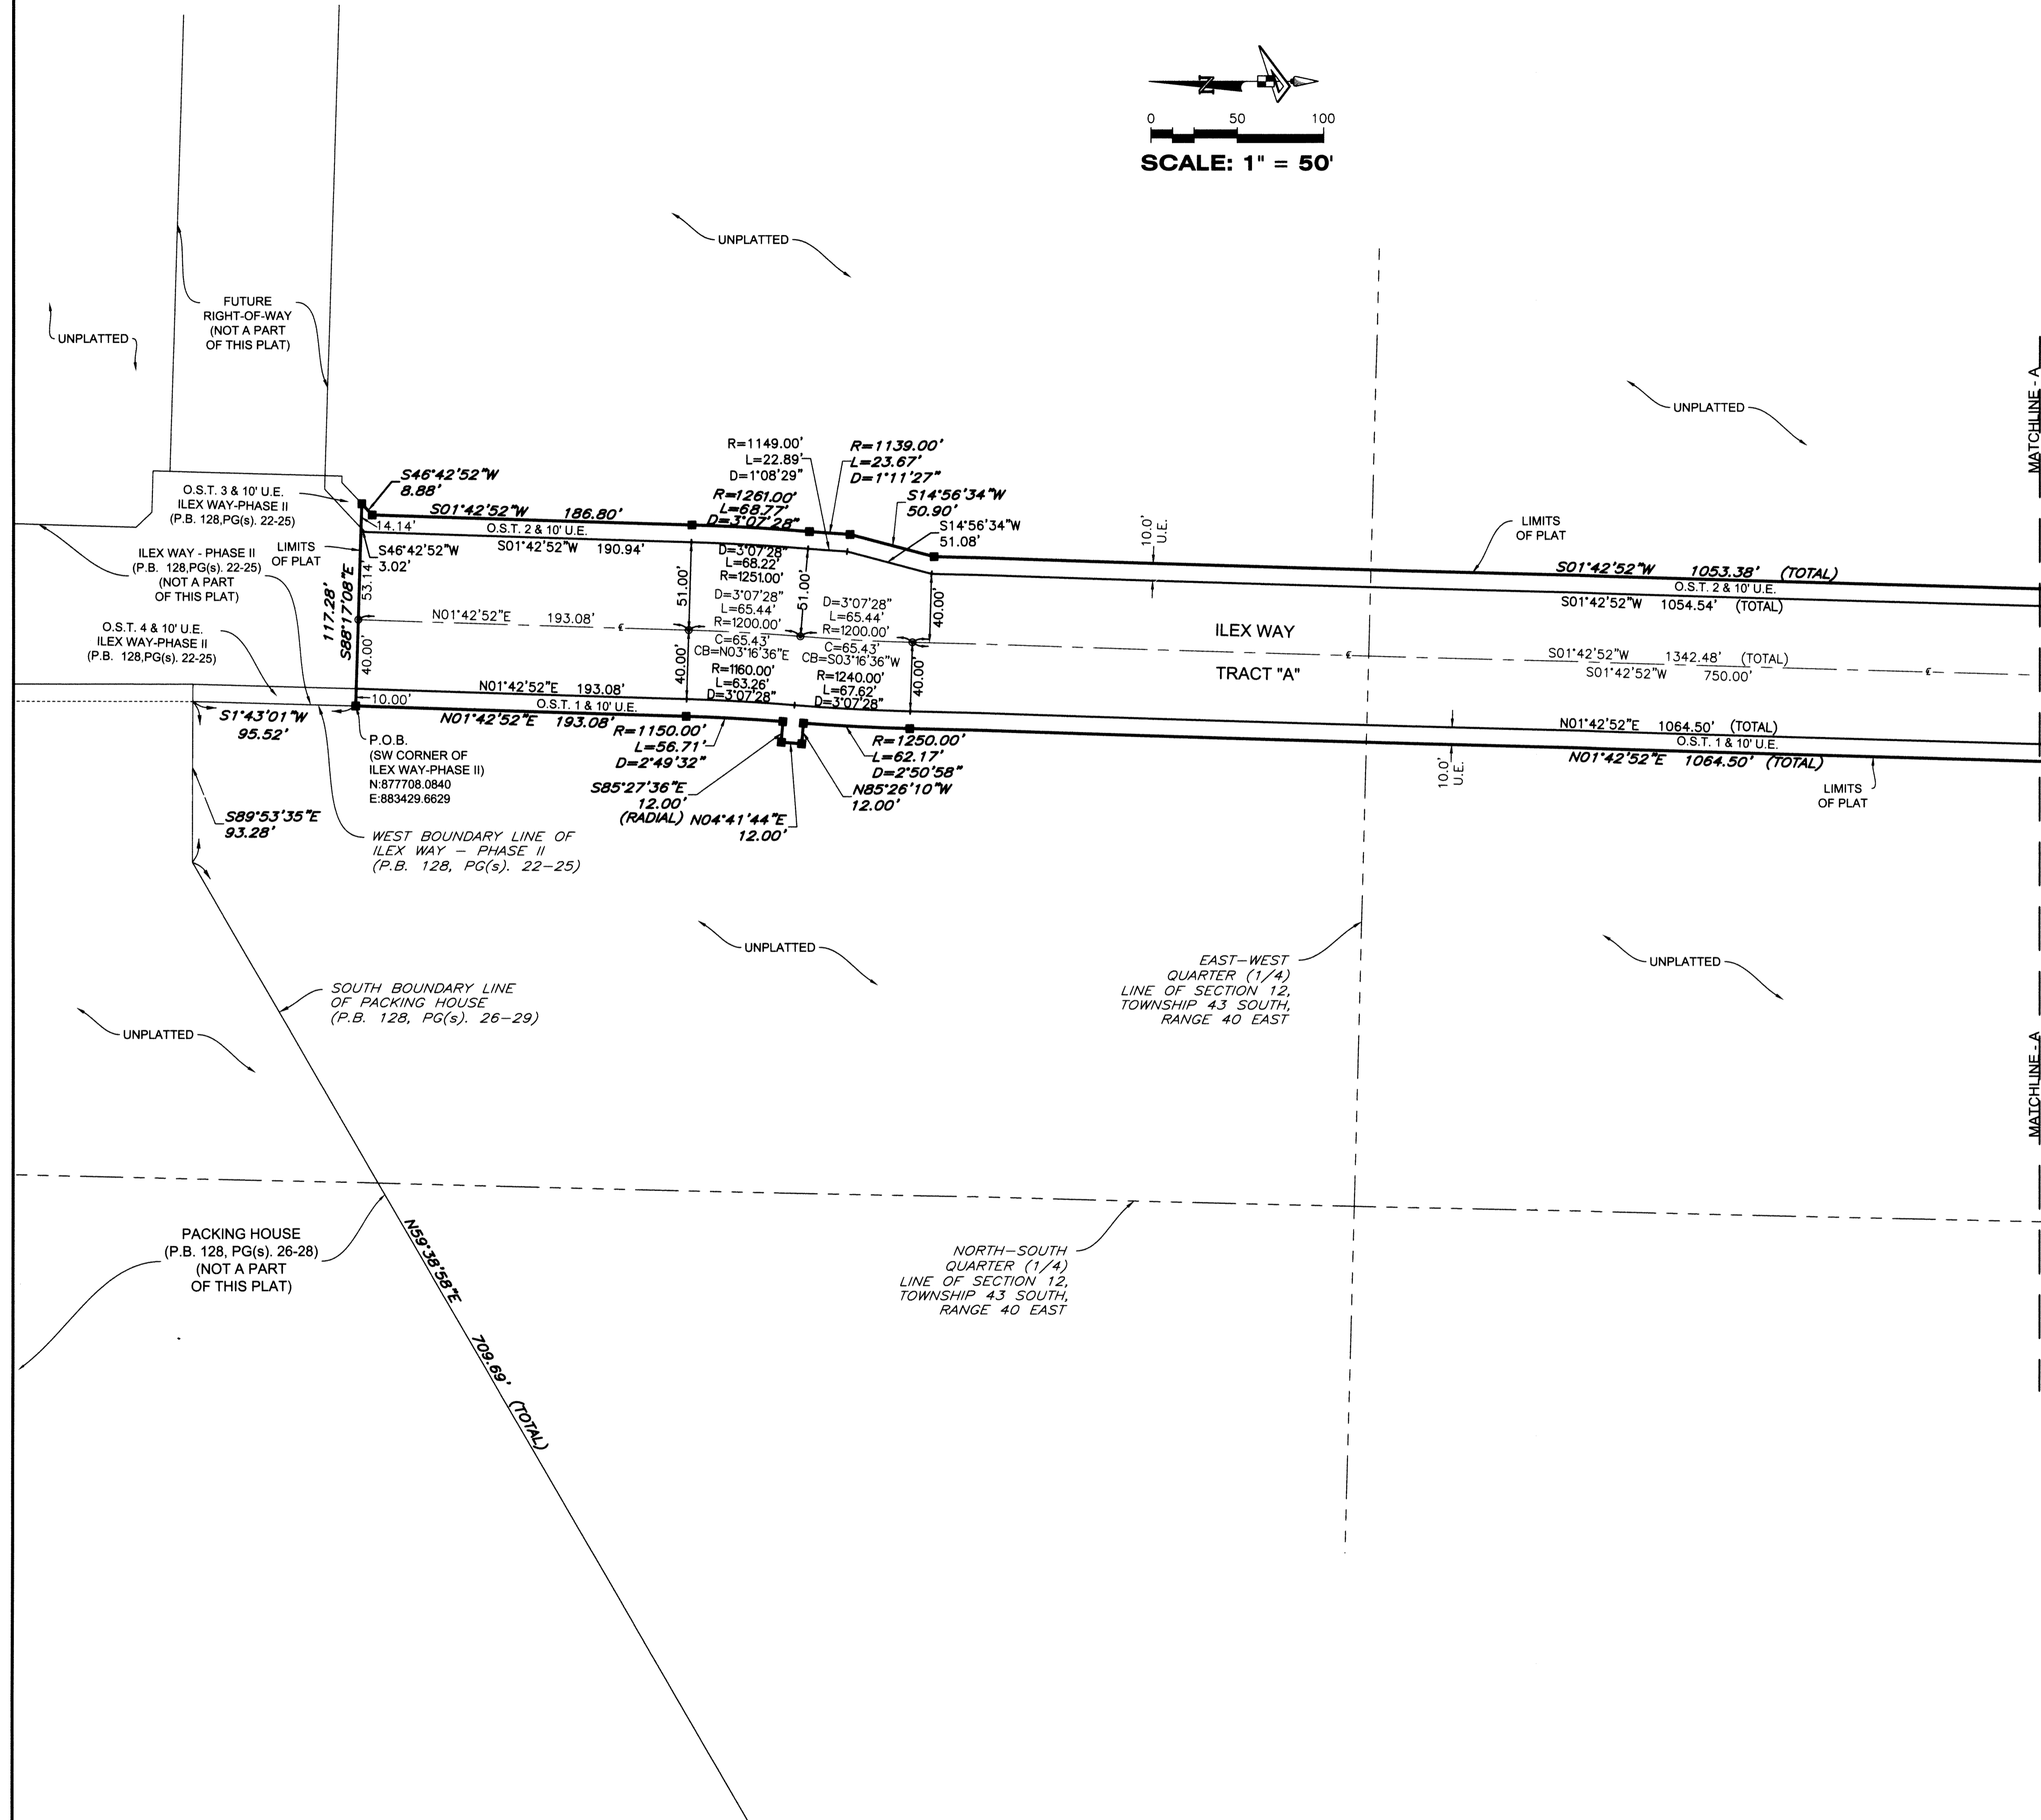 N
0 50 100
SCALE: 1" = 50'
UNPLATTED
FUTURE
RIGHT-OF-WAY
(NOT A PART
OF THIS PLAT)
UNPLATTED
UNPLATTED
MATCHLINE - A
O.S.T. 3 & 10' U.E.
ILEX WAY-PHASE II
(P.B. 128,PG(s). 22-25)
ILEX WAY - PHASE II
(P.B. 128,PG(s). 22-25)
(NOT A PART
OF THIS PLAT)
LIMITS
OF PLAT
O.S.T. 4 & 10' U.E.
ILEX WAY-PHASE II
(P.B. 128,PG(s). 22-25)
S46°42'52"W
8.88'
S01°42'52"W 186.80'
14.14'
O.S.T. 2 & 10' U.E.
S01°42'52"W 190.94'
S46°42'52"W
3.02'
117.28'
S88°17'08"E
53.14'
40.00'
N01°42'52"E 193.08'
℄
R=1149.00'
L=22.89'
D=1°08'29"
R=1139.00'
L=23.67'
D=1°11'27"
R=1261.00'
L=68.77'
D=3°07'28"
S14°56'34"W
50.90'
S14°56'34"W
51.08'
D=3°07'28"
L=68.22'
R=1251.00'
51.00'
51.00'
D=3°07'28"
L=65.44'
R=1200.00'
C=65.43'
CB=N03°16'36"E
D=3°07'28"
L=65.44'
R=1200.00'
C=65.43'
CB=S03°16'36"W
40.00'
40.00'
40.00'
R=1160.00'
L=63.26'
D=3°07'28"
R=1240.00'
L=67.62'
D=3°07'28"
10.0'
U.E.
LIMITS
OF PLAT
S01°42'52"W 1053.38' (TOTAL)
O.S.T. 2 & 10' U.E.
S01°42'52"W 1054.54' (TOTAL)
ILEX WAY
TRACT "A"
℄
S01°42'52"W 1342.48' (TOTAL)
S01°42'52"W 750.00'
℄
N01°42'52"E 193.08'
10.00'
O.S.T. 1 & 10' U.E.
N01°42'52"E 193.08'
N01°42'52"E 1064.50' (TOTAL)
O.S.T. 1 & 10' U.E.
N01°42'52"E 1064.50' (TOTAL)
10.0'
U.E.
LIMITS
OF PLAT
S1°43'01"W
95.52'
P.O.B.
(SW CORNER OF
ILEX WAY-PHASE II)
N:877708.0840
E:883429.6629
R=1150.00'
L=56.71'
D=2°49'32"
S85°27'36"E
12.00'
(RADIAL)
N04°41'44"E
12.00'
R=1250.00'
L=62.17'
D=2°50'58"
N85°26'10"W
12.00'
S89°53'35"E
93.28'
WEST BOUNDARY LINE OF
ILEX WAY – PHASE II
(P.B. 128, PG(s). 22–25)
UNPLATTED
EAST–WEST
QUARTER (1/4)
LINE OF SECTION 12,
TOWNSHIP 43 SOUTH,
RANGE 40 EAST
UNPLATTED
SOUTH BOUNDARY LINE
OF PACKING HOUSE
(P.B. 128, PG(s). 26–29)
UNPLATTED
MATCHLINE - A
PACKING HOUSE
(P.B. 128, PG(s). 26-28)
(NOT A PART
OF THIS PLAT)
N59°38'58"E 709.69' (TOTAL)
NORTH–SOUTH
QUARTER (1/4)
LINE OF SECTION 12,
TOWNSHIP 43 SOUTH,
RANGE 40 EAST